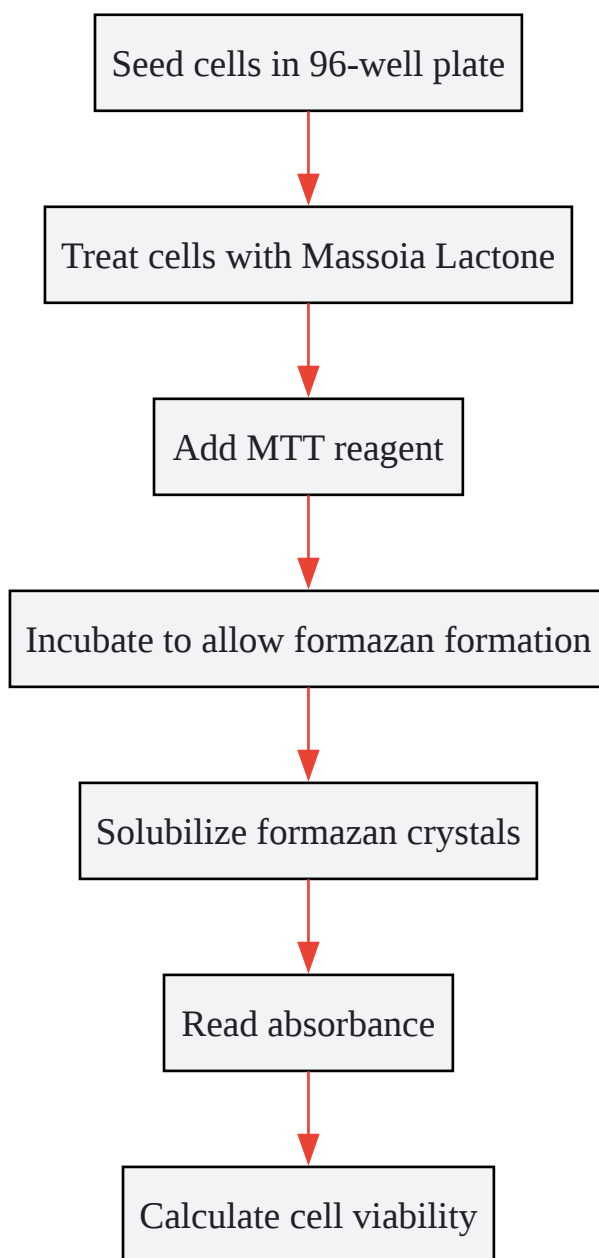 Seed cells in 96-well plate
Treat cells with Massoia Lactone
Add MTT reagent
Incubate to allow formazan formation
Solubilize formazan crystals
Read absorbance
Calculate cell viability